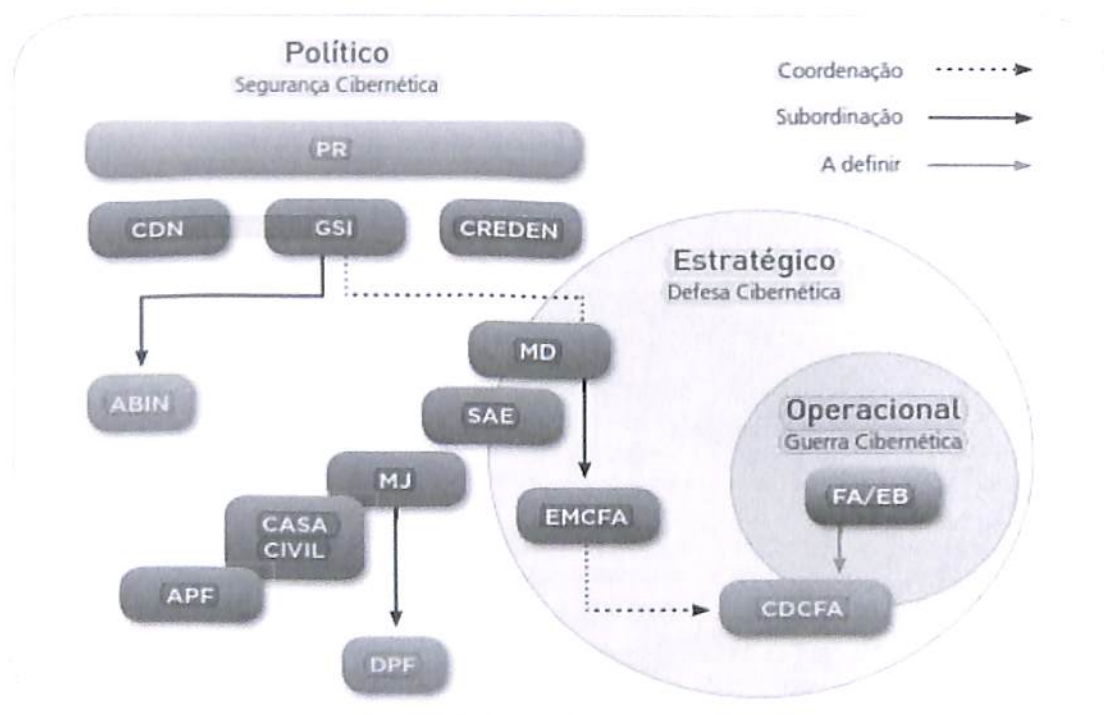 Político
Segurança Cibernética
Coordenação
Subordinação
A definir
PR
CDN
GSI
CREDEN
Estratégico
Defesa Cibernética
MD
ABIN
SAE
Operacional
Guerra Cibernética
MJ
FA/EB
EMCFA
CASA
CIVIL
APF
CDCFA
DPF